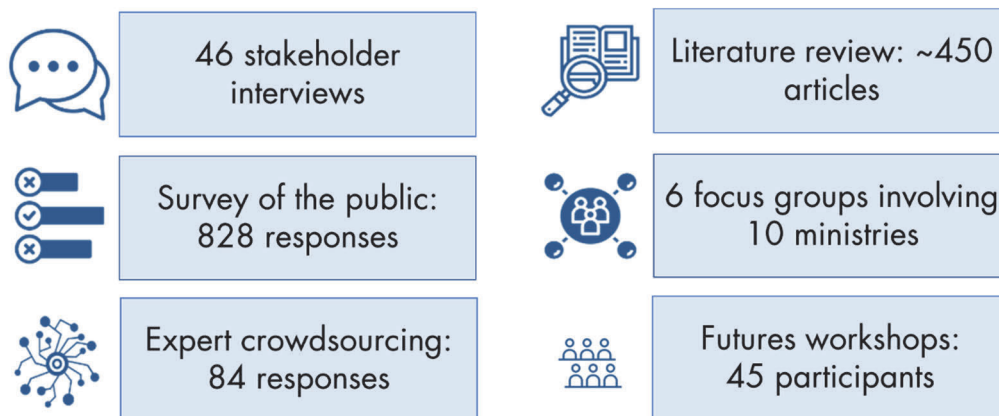 46 stakeholder
interviews
Literature review: ~450
articles
Survey of the public:
828 responses
6 focus groups involving
10 ministries
Expert crowdsourcing:
84 responses
Futures workshops:
45 participants